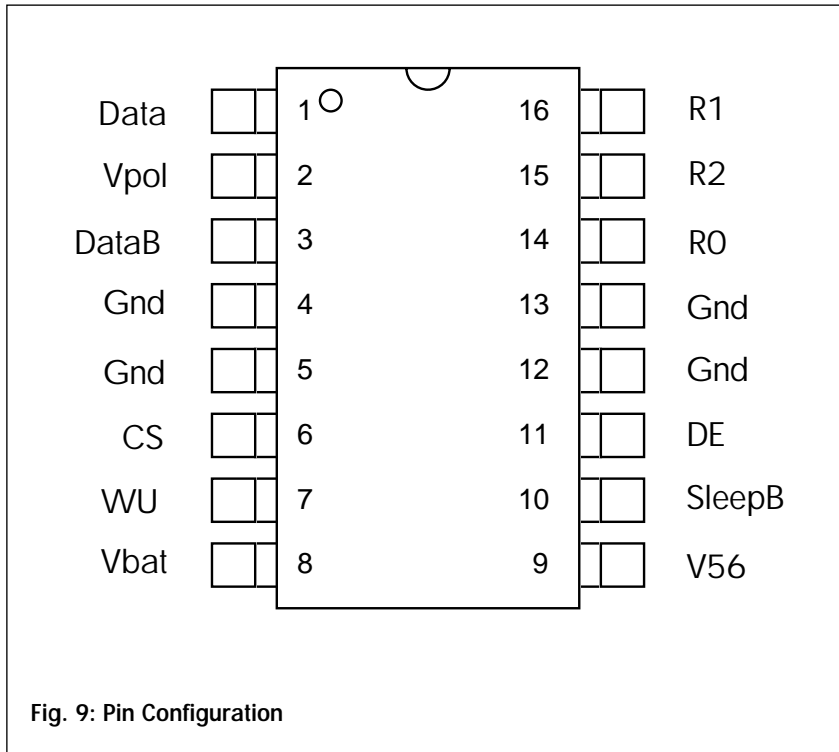 Data 1 16 R1
Vpol 2 15 R2
DataB 3 14 R0
Gnd 4 13 Gnd
Gnd 5 12 Gnd
CS 6 11 DE
WU 7 10 SleepB
Vbat 8 9 V56
Fig. 9: Pin Configuration